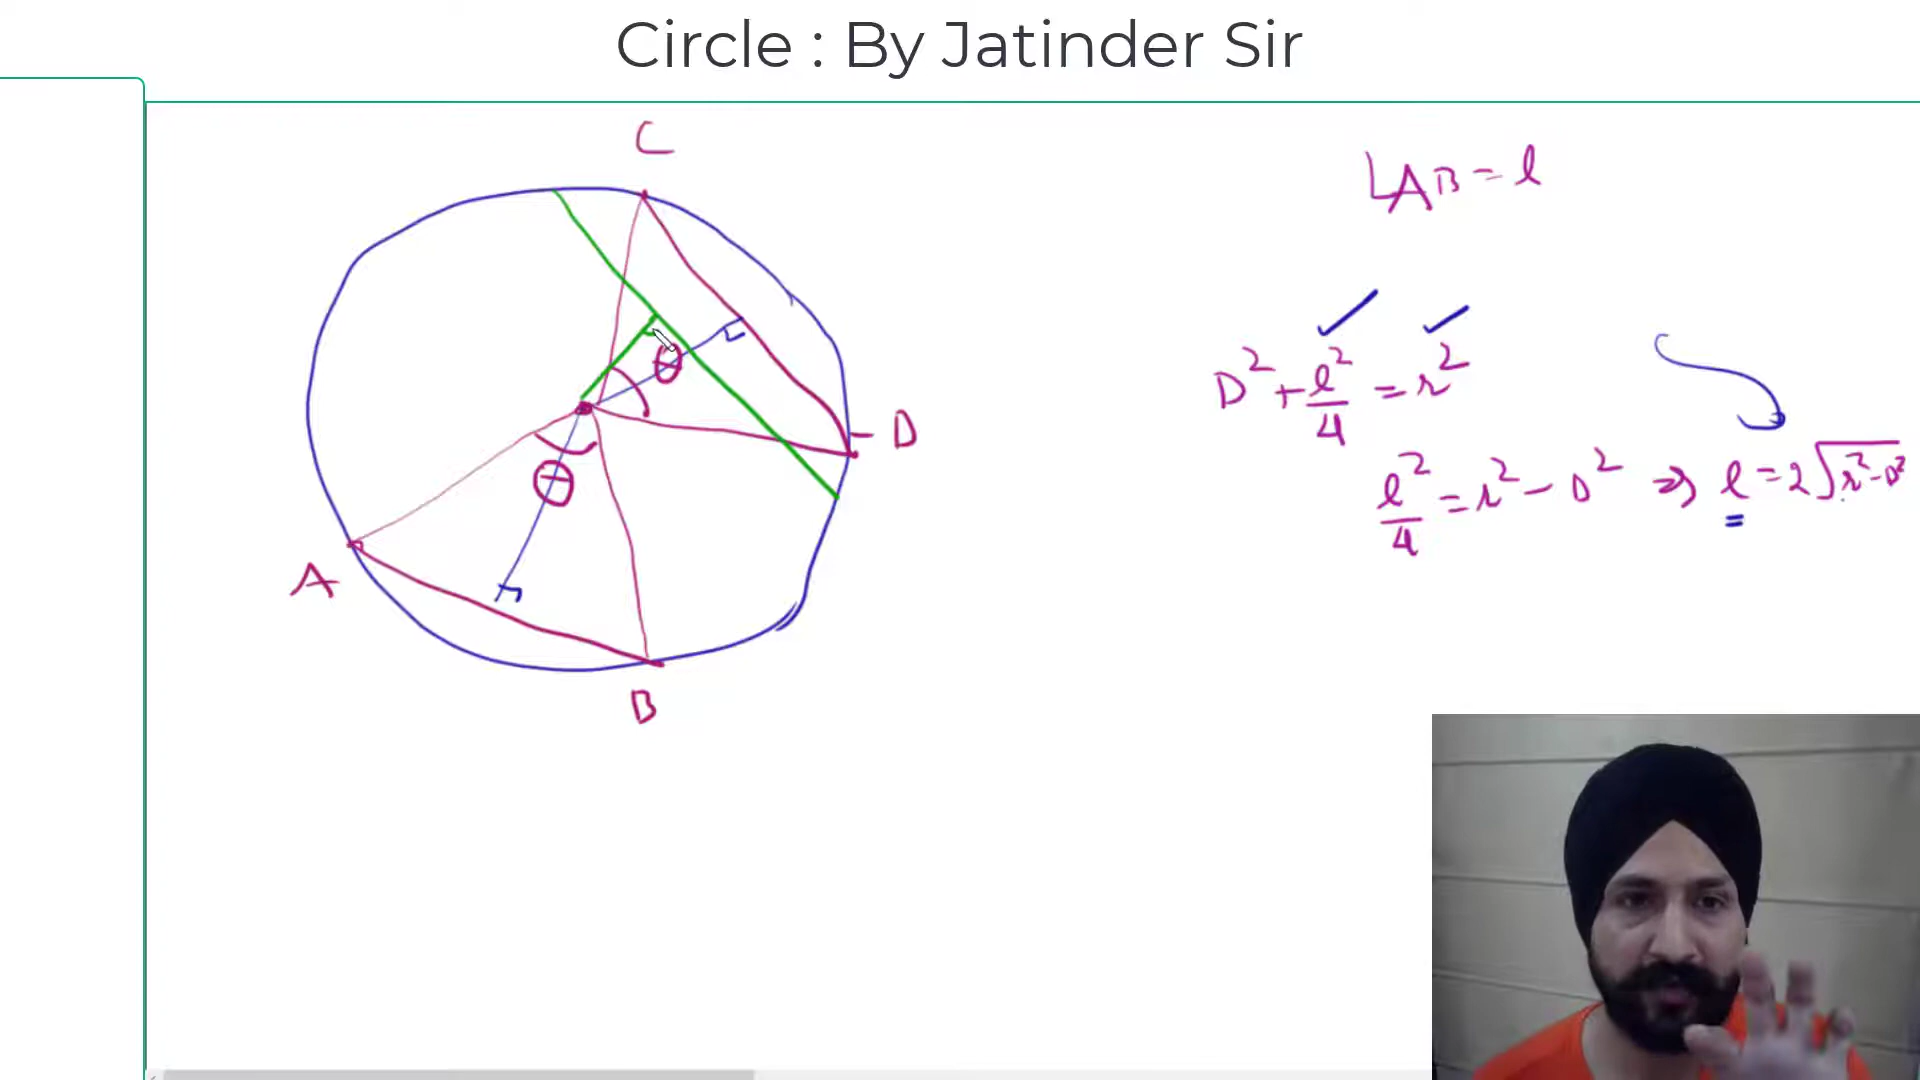 Circle : By Jatinder Sir
C
LAB = l
D² + l²/4 = r²
θ
D
l²/4 = r² - D² ⇒ l = 2√r²-D²
θ
A
B